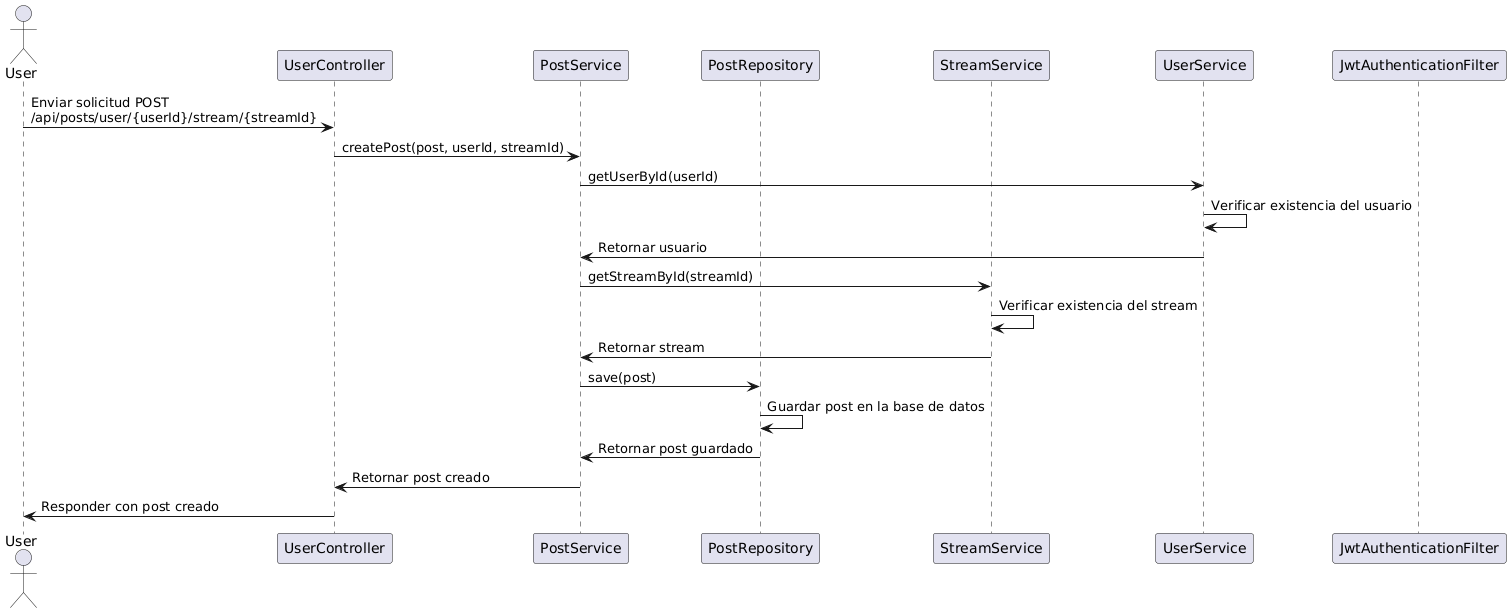 User
UserController
PostService
PostRepository
StreamService
UserService
JwtAuthenticationFilter
Enviar solicitud POST
/api/posts/user/{userId}/stream/{streamId}
createPost(post, userId, streamId)
getUserById(userId)
Verificar existencia del usuario
Retornar usuario
getStreamById(streamId)
Verificar existencia del stream
Retornar stream
save(post)
Guardar post en la base de datos
Retornar post guardado
Retornar post creado
Responder con post creado
User
UserController
PostService
PostRepository
StreamService
UserService
JwtAuthenticationFilter